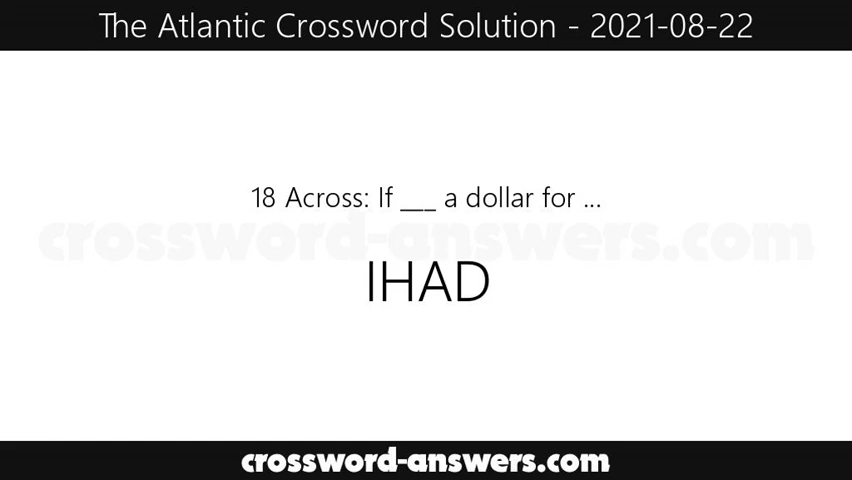 The Atlantic Crossword Solution - 2021-08-22
18 Across: If ___ a dollar for ...
crossword-answers.com
IHAD
crossword-answers.com